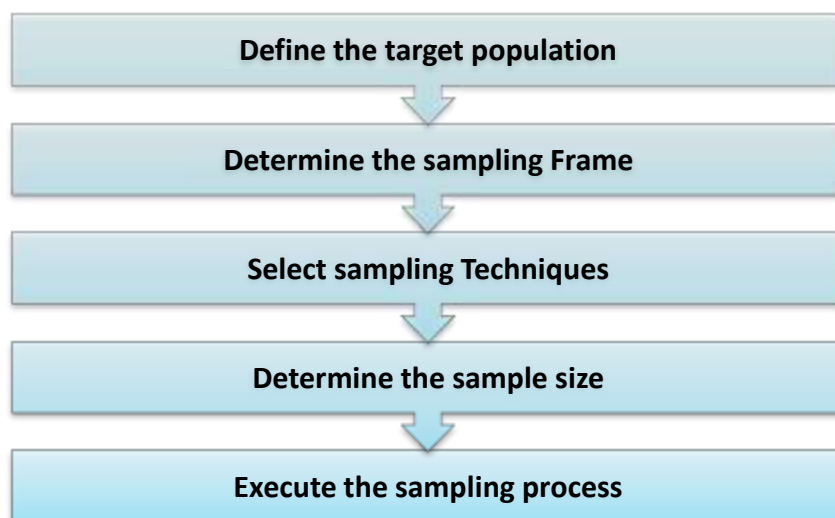 Define the target population
Determine the sampling Frame
Select sampling Techniques
Determine the sample size
Execute the sampling process